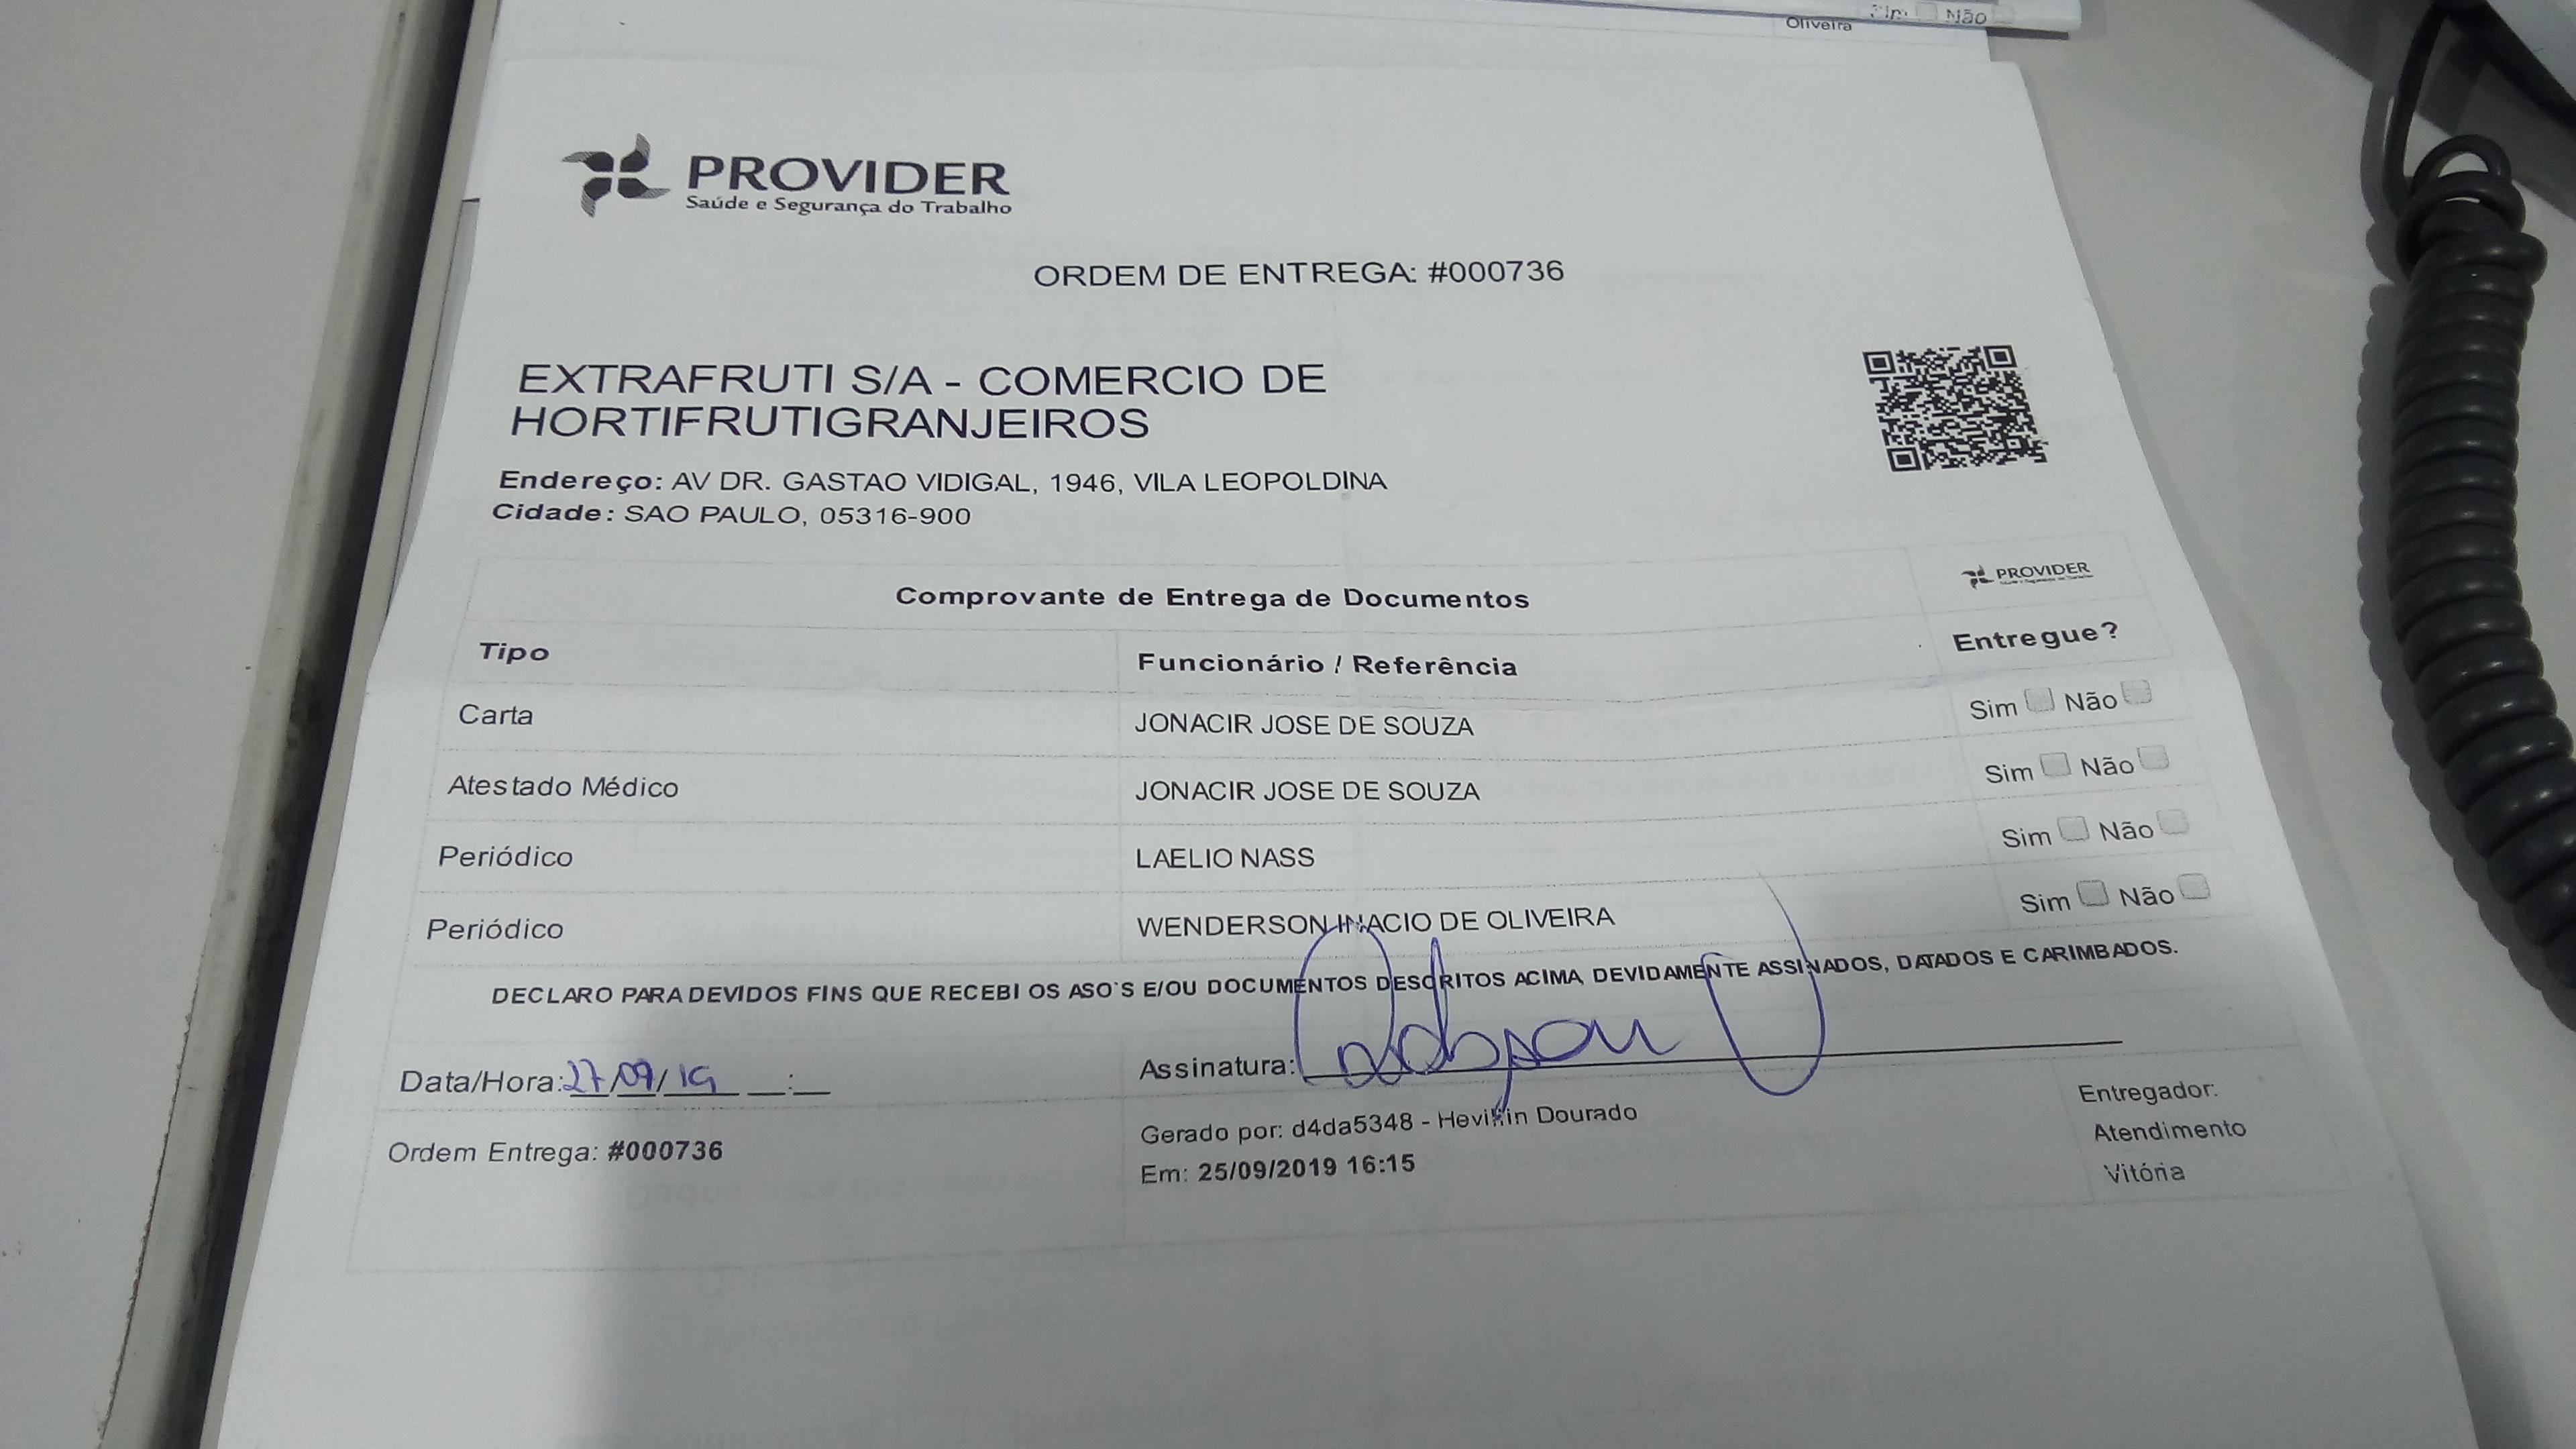 Oliveira
Sim Não
PROVIDER
Saúde e Segurança do Trabalho
ORDEM DE ENTREGA: #000736
EXTRAFRUTI S/A - COMERCIO DE
HORTIFRUTIGRANJEIROS
Endereço: AV DR. GASTAO VIDIGAL, 1946, VILA LEOPOLDINA
Cidade: SAO PAULO, 05316-900
Comprovante de Entrega de Documentos
PROVIDER
Tipo Funcionário / Referência Entregue?
Carta JONACIR JOSE DE SOUZA Sim Não
Atestado Médico JONACIR JOSE DE SOUZA Sim Não
Periódico LAELIO NASS Sim Não
Periódico WENDERSON INACIO DE OLIVEIRA Sim Não
DECLARO PARA DEVIDOS FINS QUE RECEBI OS ASO'S E/OU DOCUMENTOS DESCRITOS ACIMA, DEVIDAMENTE ASSINADOS, DATADOS E CARIMBADOS.
Data/Hora: 27/09/19 __:__ Assinatura:
Ordem Entrega: #000736
Gerado por: d4da5348 - Hevillin Dourado
Em: 25/09/2019 16:15
Entregador:
Atendimento
Vitória